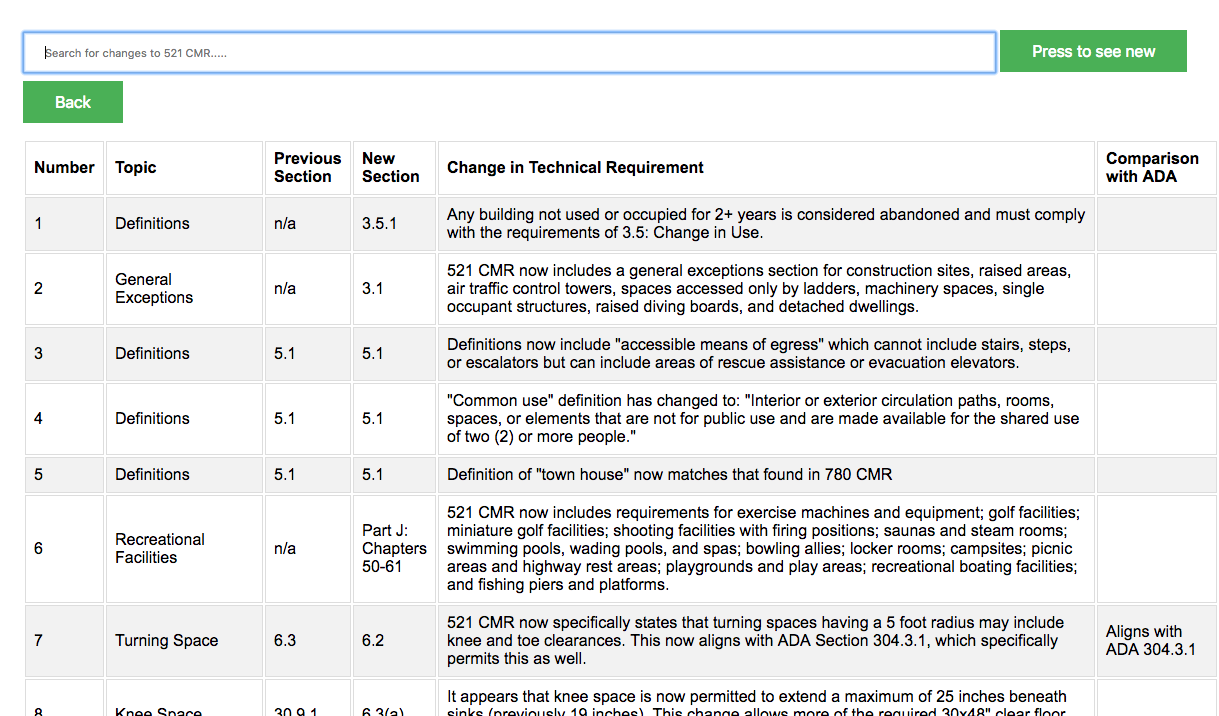 Search for changes to 521 CMR.....
Press to see new
Back
Number
Topic
Previous
Section
New
Section
Change in Technical Requirement
Comparison
with ADA
1
Definitions
n/a
3.5.1
Any building not used or occupied for 2+ years is considered abandoned and must comply
with the requirements of 3.5: Change in Use.
2
General
Exceptions
n/a
3.1
521 CMR now includes a general exceptions section for construction sites, raised areas,
air traffic control towers, spaces accessed only by ladders, machinery spaces, single
occupant structures, raised diving boards, and detached dwellings.
3
Definitions
5.1
5.1
Definitions now include "accessible means of egress" which cannot include stairs, steps,
or escalators but can include areas of rescue assistance or evacuation elevators.
4
Definitions
5.1
5.1
"Common use" definition has changed to: "Interior or exterior circulation paths, rooms,
spaces, or elements that are not for public use and are made available for the shared use
of two (2) or more people."
5
Definitions
5.1
5.1
Definition of "town house" now matches that found in 780 CMR
6
Recreational
Facilities
n/a
Part J:
Chapters
50-61
521 CMR now includes requirements for exercise machines and equipment; golf facilities;
miniature golf facilities; shooting facilities with firing positions; saunas and steam rooms;
swimming pools, wading pools, and spas; bowling allies; locker rooms; campsites; picnic
areas and highway rest areas; playgrounds and play areas; recreational boating facilities;
and fishing piers and platforms.
7
Turning Space
6.3
6.2
521 CMR now specifically states that turning spaces having a 5 foot radius may include
knee and toe clearances. This now aligns with ADA Section 304.3.1, which specifically
permits this as well.
Aligns with
ADA 304.3.1
8
Knee Space
30.9.1
6.3(a)
It appears that knee space is now permitted to extend a maximum of 25 inches beneath
sinks (previously 19 inches). This change allows more of the required 30x48" clear floor